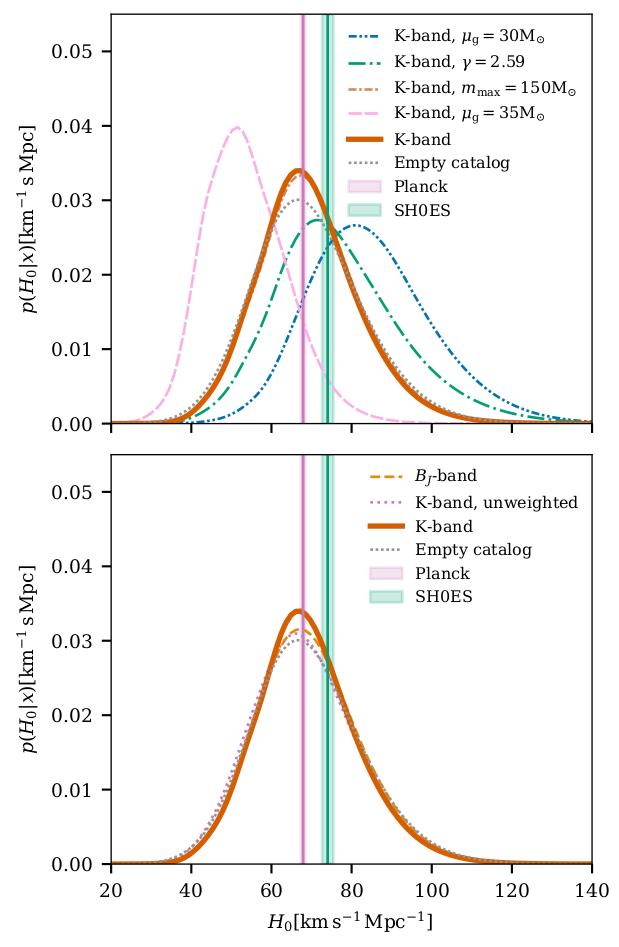 0.05
0.04
0.03
0.02
0.01
0.00
p(H₀|x)[km⁻¹ s Mpc]
K-band, μg = 30M⊙
K-band, γ = 2.59
K-band, mmax = 150M⊙
K-band, μg = 35M⊙
K-band
Empty catalog
Planck
SH0ES
0.05
0.04
0.03
0.02
0.01
0.00
p(H₀|x)[km⁻¹ s Mpc]
B_J-band
K-band, unweighted
K-band
Empty catalog
Planck
SH0ES
20 40 60 80 100 120 140
H₀[km s⁻¹ Mpc⁻¹]